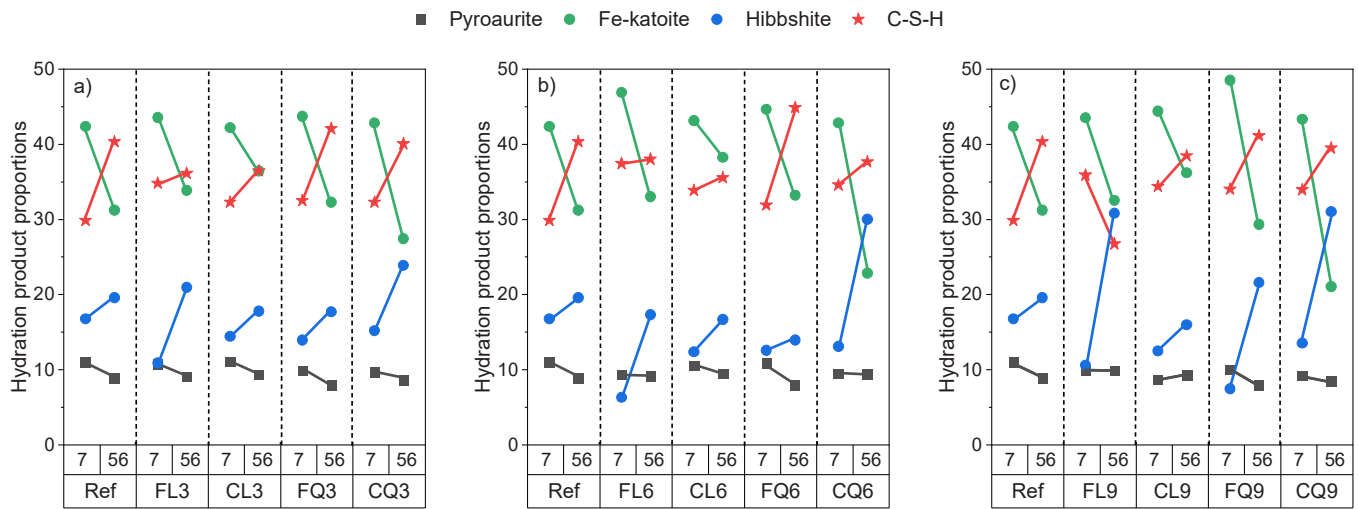 Pyroaurite Fe-katoite Hibbshite C-S-H
a)
Hydration product proportions
50
40
30
20
10
0
7 56 7 56 7 56 7 56 7 56
Ref FL3 CL3 FQ3 CQ3
b)
Hydration product proportions
50
40
30
20
10
0
7 56 7 56 7 56 7 56 7 56
Ref FL6 CL6 FQ6 CQ6
c)
Hydration product proportions
50
40
30
20
10
0
7 56 7 56 7 56 7 56 7 56
Ref FL9 CL9 FQ9 CQ9